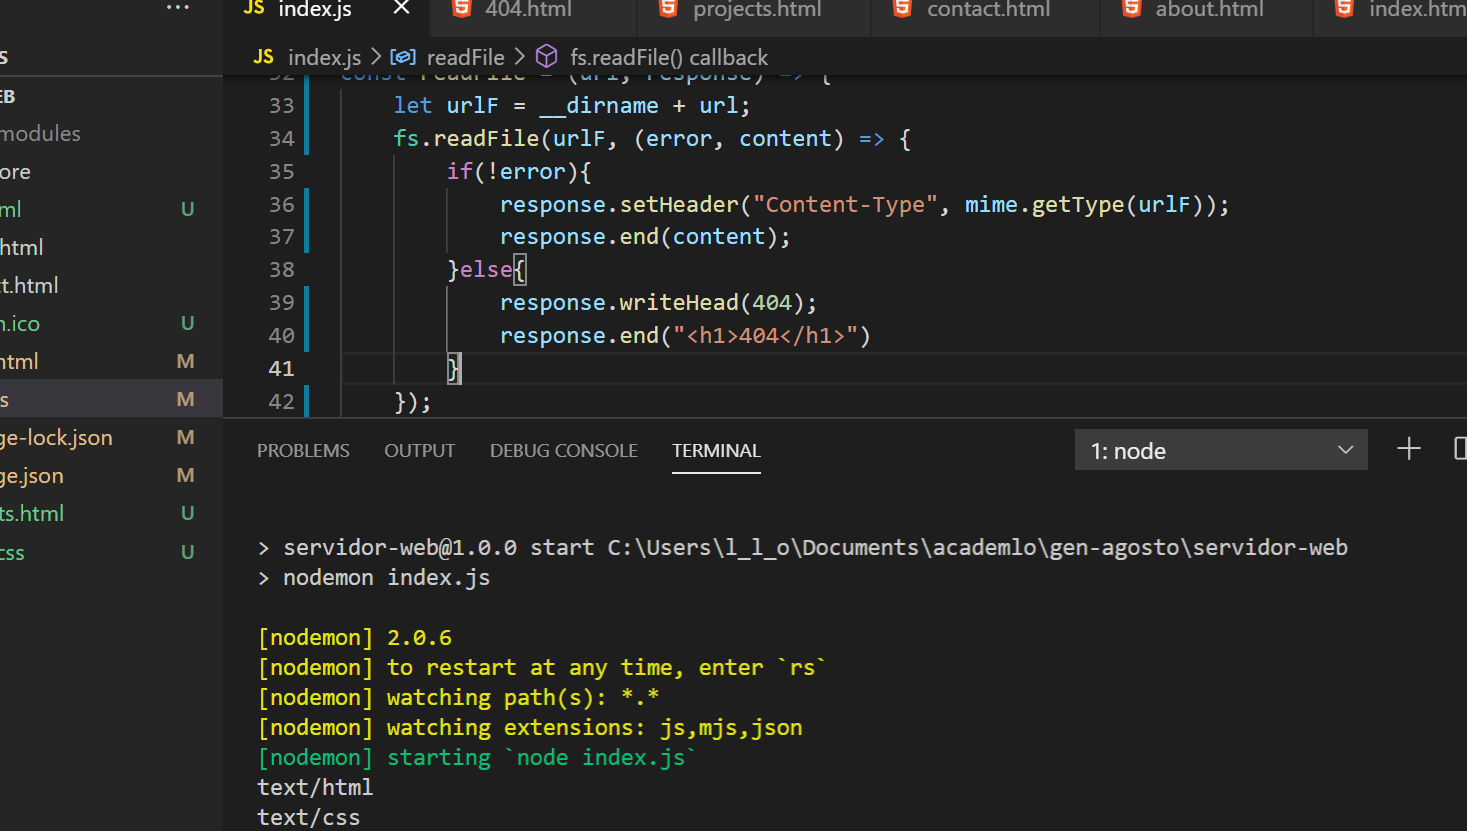 JS index.js × 404.html projects.html contact.html about.html index.htm
JS index.js > readFile > fs.readFile() callback
S
EB
modules
ore
ml U
html
t.html
n.ico U
html M
s M
ge-lock.json M
ge.json M
ts.html U
css U
32 const readFile = (url, response) => {
33 let urlF = __dirname + url;
34 fs.readFile(urlF, (error, content) => {
35 if(!error){
36 response.setHeader("Content-Type", mime.getType(urlF));
37 response.end(content);
38 }else{
39 response.writeHead(404);
40 response.end("<h1>404</h1>")
41 }
42 });
PROBLEMS OUTPUT DEBUG CONSOLE TERMINAL 1: node
> servidor-web@1.0.0 start C:\Users\l_l_o\Documents\academlo\gen-agosto\servidor-web
> nodemon index.js
[nodemon] 2.0.6
[nodemon] to restart at any time, enter `rs`
[nodemon] watching path(s): *.*
[nodemon] watching extensions: js,mjs,json
[nodemon] starting `node index.js`
text/html
text/css